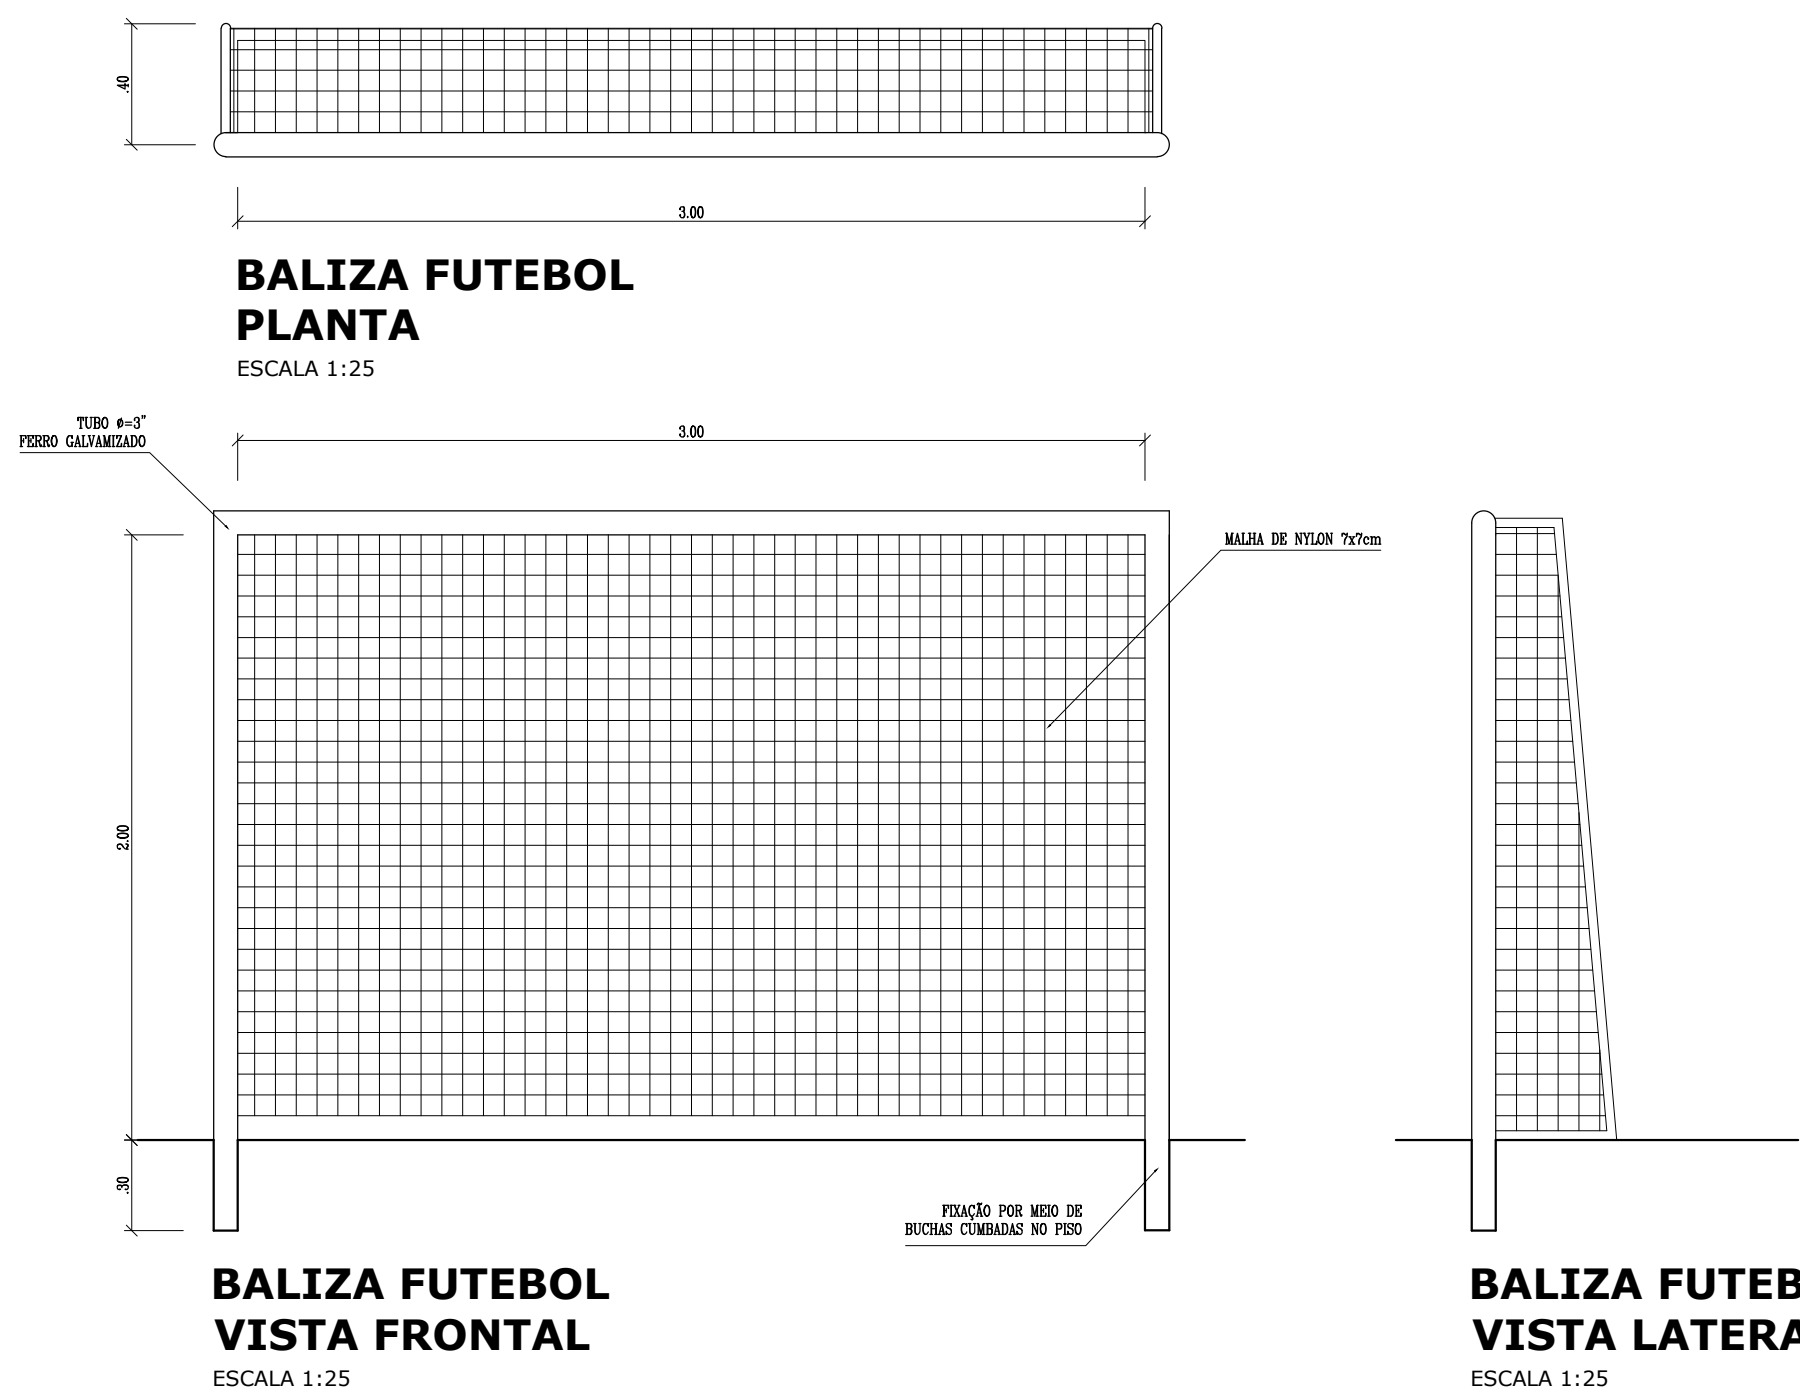 .40
3.00
BALIZA FUTEBOL
PLANTA
ESCALA 1:25
TUBO ø=3"
FERRO GALVAMIZADO
3.00
MALHA DE NYLON 7x7cm
2.00
.30
FIXAÇÃO POR MEIO DE
BUCHAS CUMBADAS NO PISO
BALIZA FUTEBOL
VISTA FRONTAL
ESCALA 1:25
BALIZA FUTEB
VISTA LATERA
ESCALA 1:25